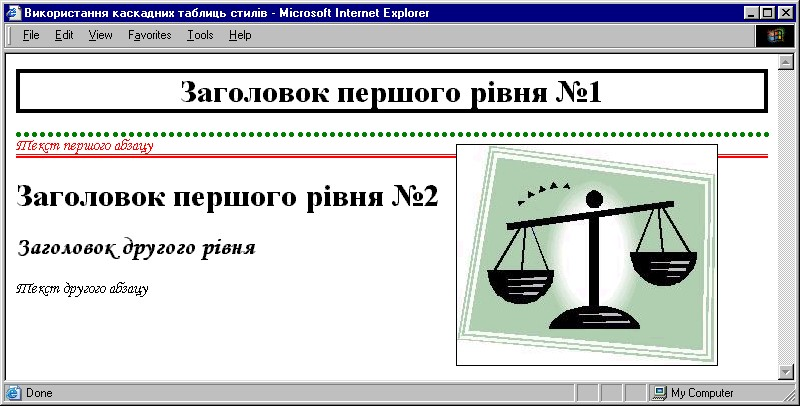 Використання каскадних таблиць стилів - Microsoft Internet Explorer
File Edit View Favorites Tools Help
Заголовок першого рівня №1
Текст першого абзацу
Заголовок першого рівня №2
Заголовок другого рівня
Текст другого абзацу
Done My Computer